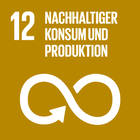 12 NACHHALTIGER
KONSUM UND
PRODUKTION